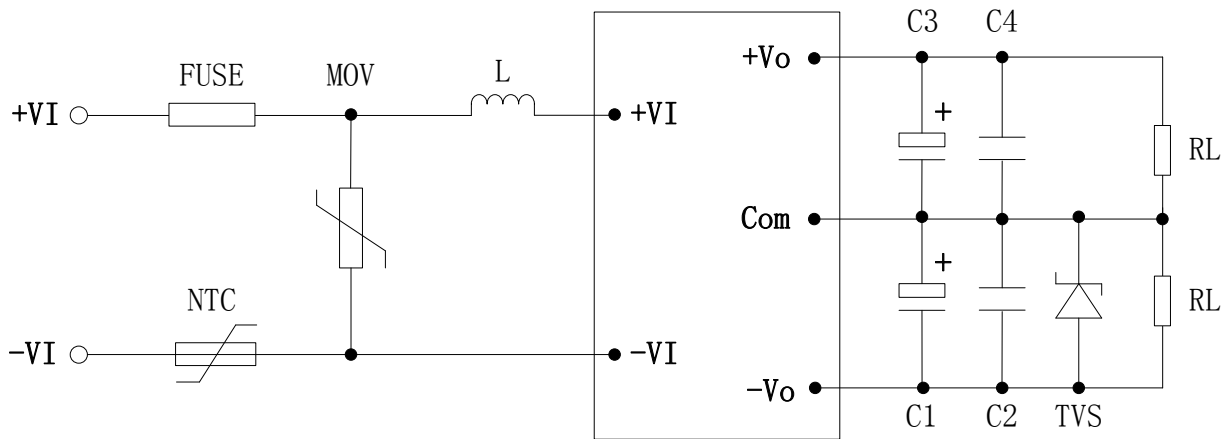 C3
C4
+Vo
FUSE
MOV
L
+VI
+VI
+
RL
Com
+
NTC
RL
-VI
-VI
-Vo
C1
C2
TVS